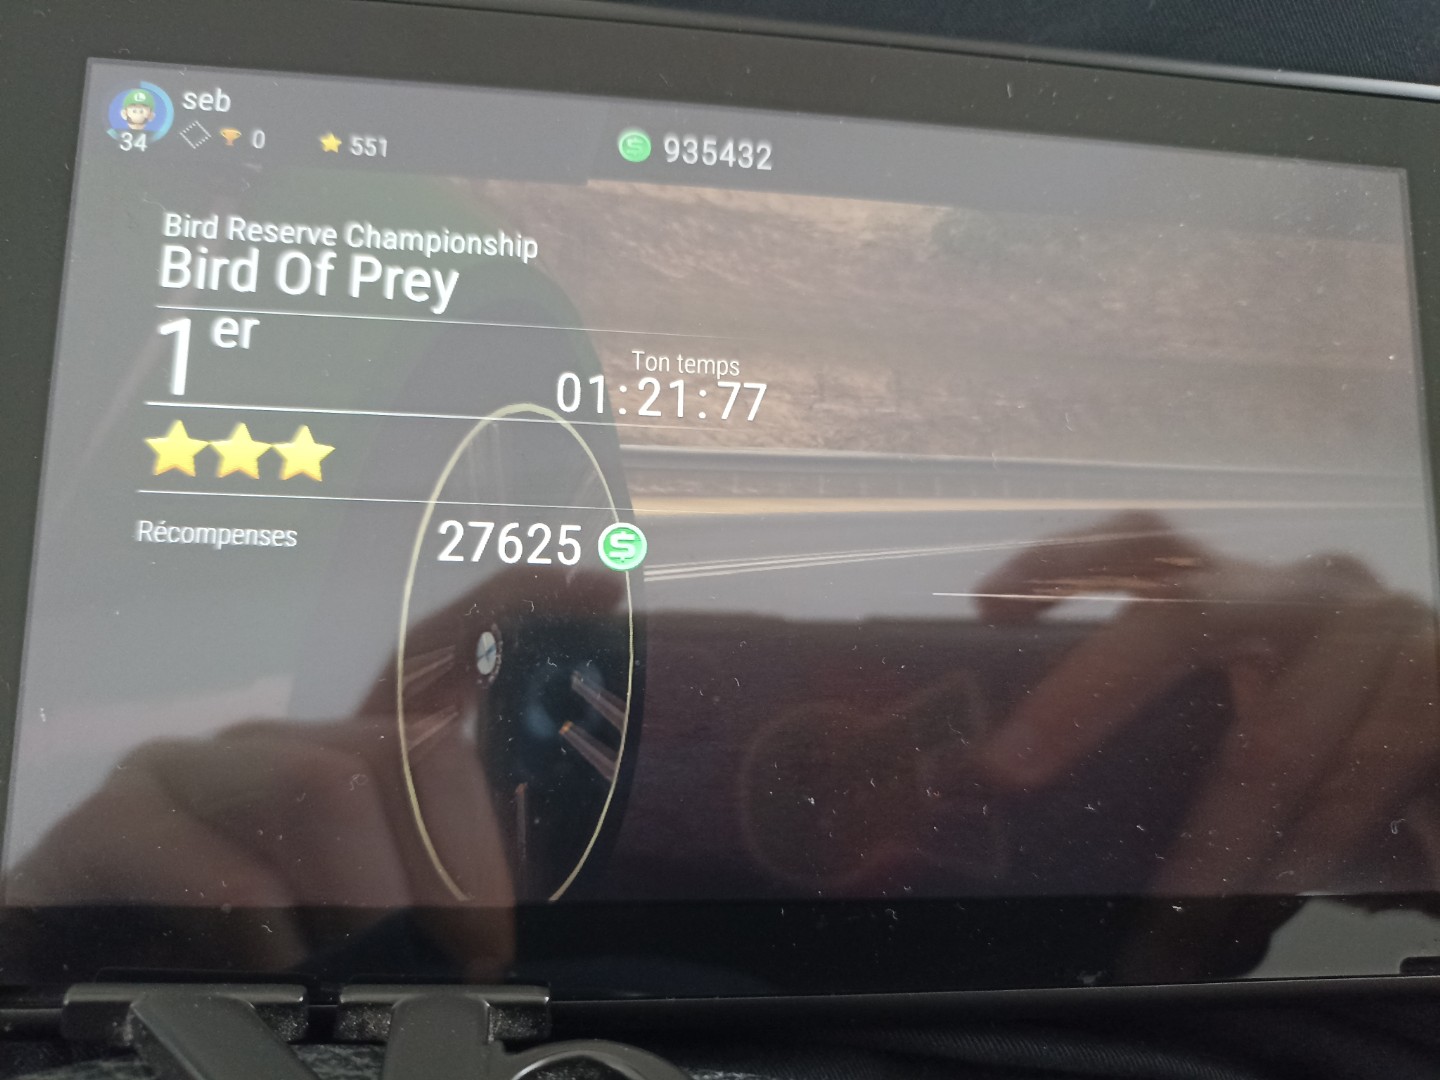 seb
34
0
551
935432
Bird Reserve Championship
Bird Of Prey
1er
Ton temps
01:21:77
Récompenses
27625